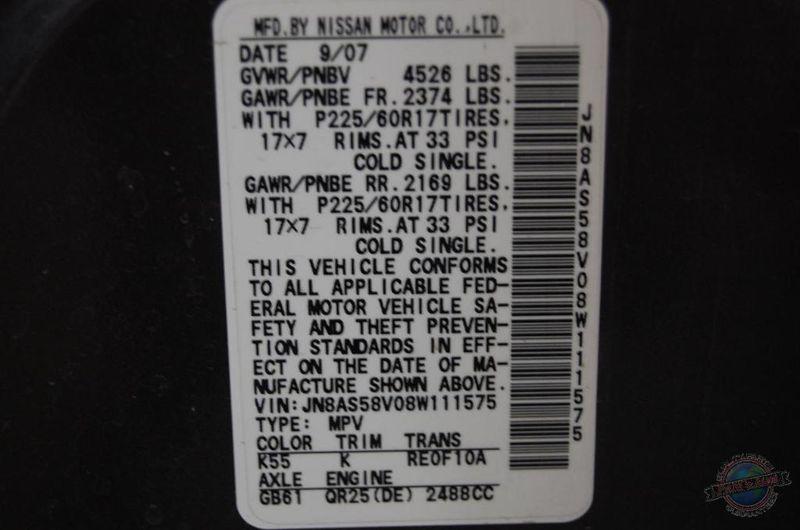 MFD.BY NISSAN MOTOR CO.,LTD.
DATE 9/07
GVWR/PNBV 4526 LBS.
GAWR/PNBE FR.2374 LBS.
WITH P225/60R17TIRES.
17×7 RIMS.AT 33 PSI
COLD SINGLE.
GAWR/PNBE RR.2169 LBS.
WITH P225/60R17TIRES.
17×7 RIMS.AT 33 PSI
COLD SINGLE.
THIS VEHICLE CONFORMS
TO ALL APPLICABLE FED-
ERAL MOTOR VEHICLE SA-
FETY AND THEFT PREVEN-
TION STANDARDS IN EFF-
ECT ON THE DATE OF MA-
NUFACTURE SHOWN ABOVE.
VIN:JN8AS58V08W111575
TYPE: MPV
COLOR TRIM TRANS
K55 K RE0F10A
AXLE ENGINE
GB61 QR25(DE) 2488CC
JN8AS58V08W111575